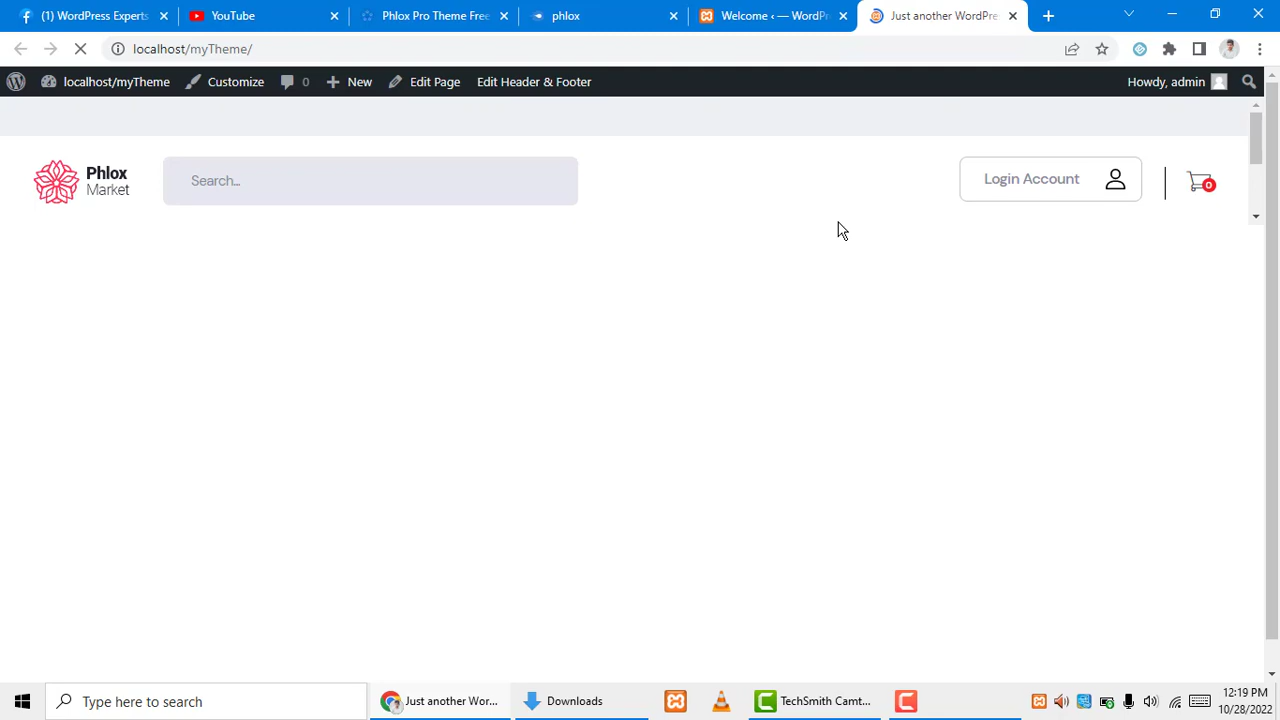 (1) WordPress Experts
YouTube
Phlox Pro Theme Free
phlox
Welcome ‹ — WordPr
Just another WordPre
localhost/myTheme/
localhost/myTheme
Customize
0
New
Edit Page
Edit Header & Footer
Howdy, admin
Phlox
Market
Search...
Login Account
0
Type here to search
Just another Wor...
Downloads
TechSmith Camt...
12:19 PM
10/28/2022